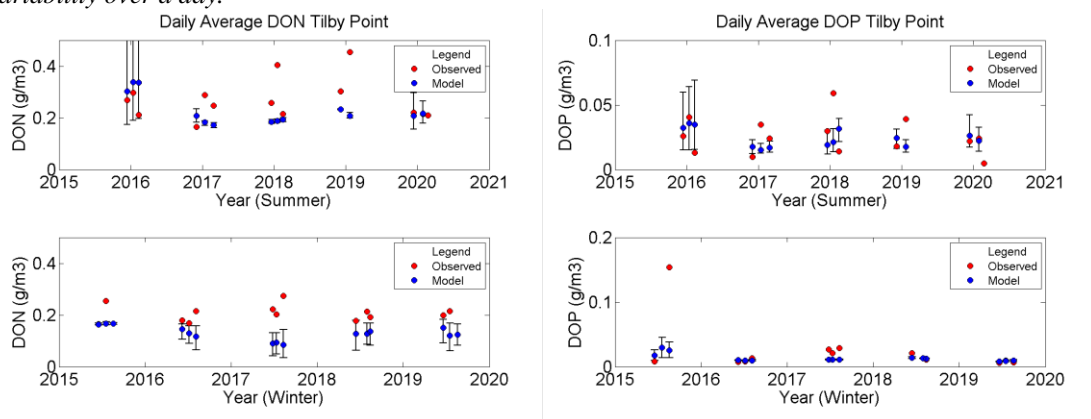 variability over a day.
Daily Average DON Tilby Point
DON (g/m3)
0.4
0.2
0
Legend
Observed
Model
2015 2016 2017 2018 2019 2020 2021
Year (Summer)
Daily Average DOP Tilby Point
DOP (g/m3)
0.1
0.05
0
Legend
Observed
Model
2015 2016 2017 2018 2019 2020 2021
Year (Summer)
DON (g/m3)
0.4
0.2
0
Legend
Observed
Model
2015 2016 2017 2018 2019 2020
Year (Winter)
DOP (g/m3)
0.2
0.1
0
Legend
Observed
Model
2015 2016 2017 2018 2019 2020
Year (Winter)